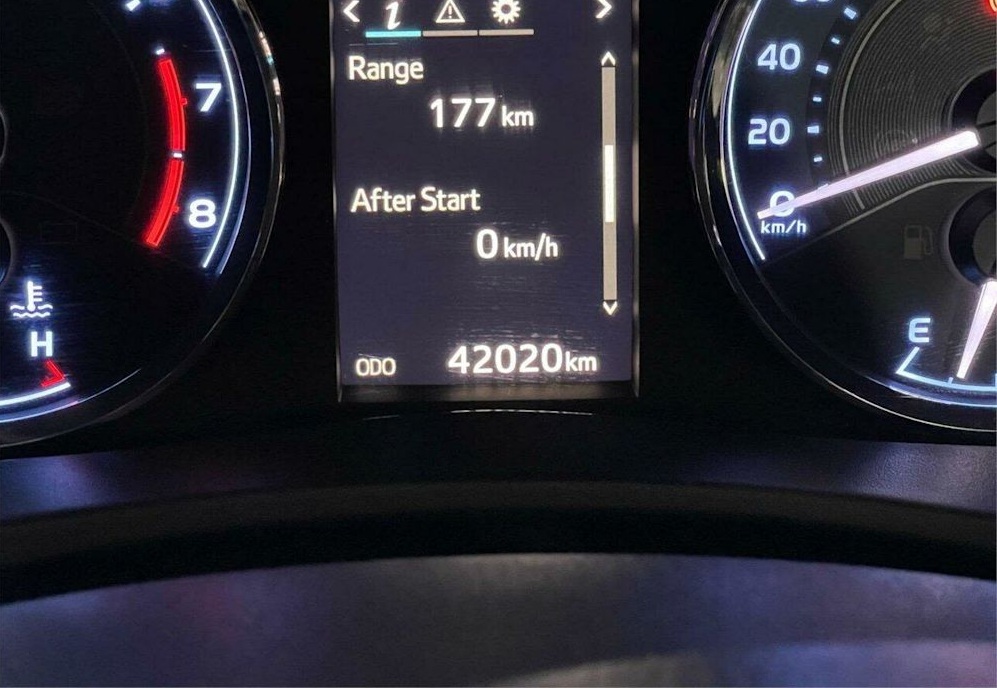 Range
177 km
After Start
0 km/h
ODO 42020 km
7
8
H
40
20
0
km/h
E